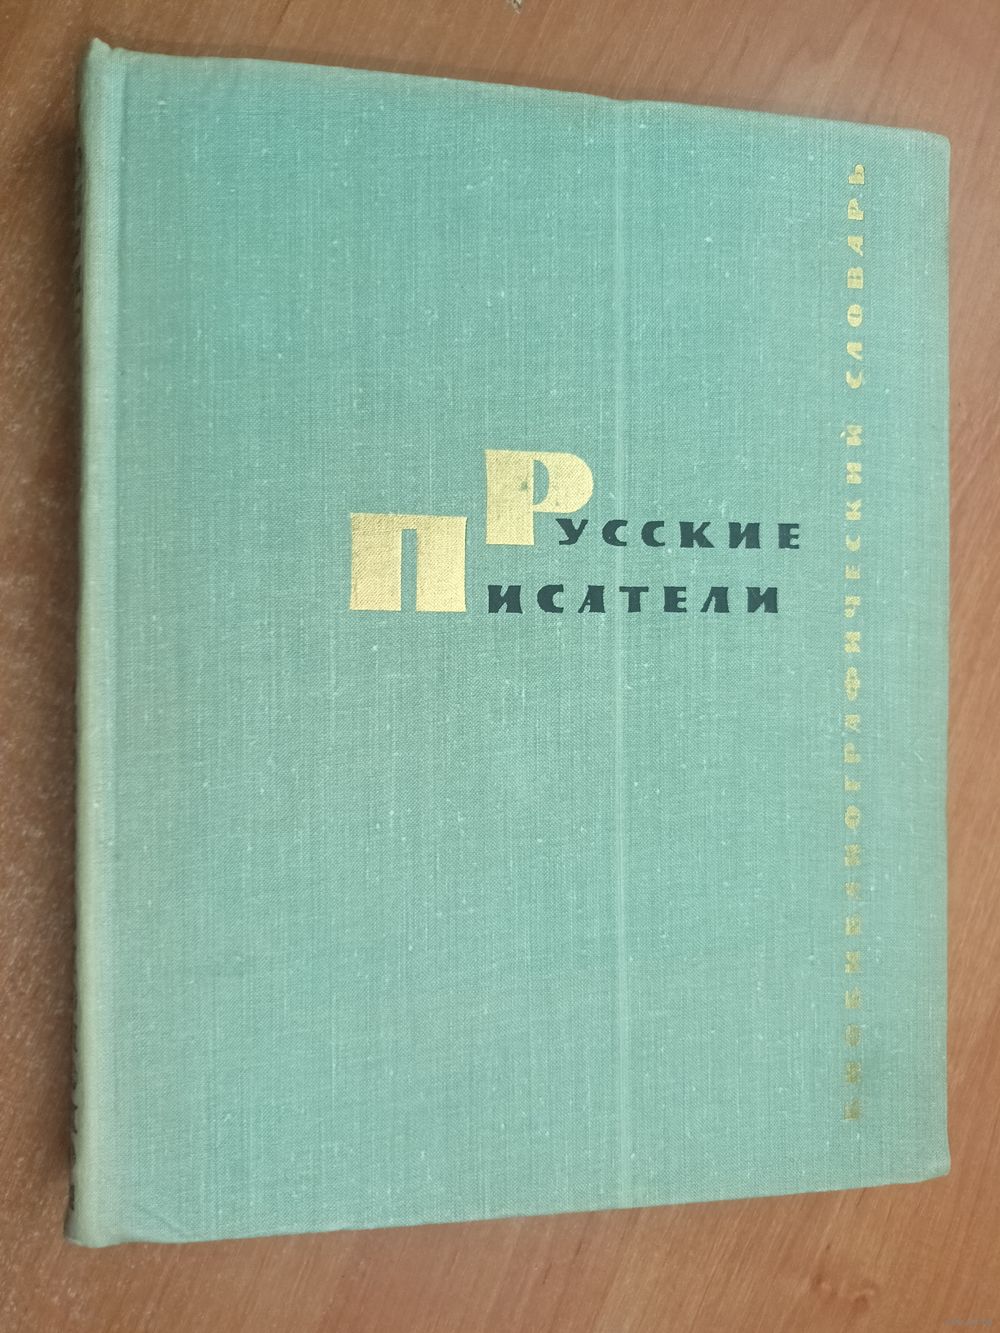 Русские
Писатели
БИОБИБЛИОГРАФИЧЕСКИЙ СЛОВАРЬ